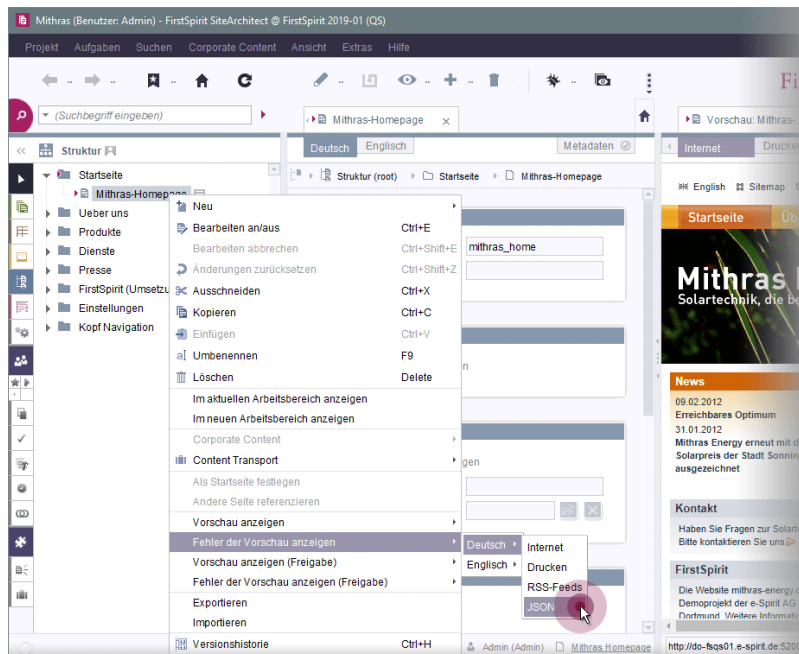 Mithras (Benutzer: Admin) - FirstSpirit SiteArchitect @ FirstSpirit 2019-01 (QS)
Projekt Aufgaben Suchen Corporate Content Ansicht Extras Hilfe
Fi
(Suchbegriff eingeben)
Mithras-Homepage
Vorschau: Mithras-
Struktur
Deutsch Englisch Metadaten
Internet Drucke
Startseite
Mithras-Homepage
Ueber uns
Produkte
Dienste
Presse
FirstSpirit (Umsetzu
Einstellungen
Kopf Navigation
Struktur (root) Startseite Mithras-Homepage
mithras_home
n
gen
Neu
Bearbeiten an/aus Ctrl+E
Bearbeiten abbrechen Ctrl+Shift+E
Änderungen zurücksetzen Ctrl+Shift+Z
Ausschneiden Ctrl+X
Kopieren Ctrl+C
Einfügen Ctrl+V
Umbenennen F9
Löschen Delete
Im aktuellen Arbeitsbereich anzeigen
Im neuen Arbeitsbereich anzeigen
Corporate Content
Content Transport
Als Startseite festlegen
Andere Seite referenzieren
Vorschau anzeigen
Fehler der Vorschau anzeigen
Vorschau anzeigen (Freigabe)
Fehler der Vorschau anzeigen (Freigabe)
Exportieren
Importieren
Versionshistorie Ctrl+H
Deutsch
Englisch
Internet
Drucken
RSS-Feeds
JSON
English Sitemap
Startseite Üb
Mithras
Solartechnik, die be
News
09.02.2012
Erreichbares Optimum
31.01.2012
Mithras Energy erneut mit d
Solarpreis der Stadt Sonnin
ausgezeichnet
Kontakt
Haben Sie Fragen zur Solart
Bitte kontaktieren Sie uns
FirstSpirit
Die Website mithras-energy.
Demoprojekt der e-Spirit AG
Dortmund. Weitere Informatio
Admin (Admin) Mithras Homepage
http://do-fsqs01.e-spirit.de:520